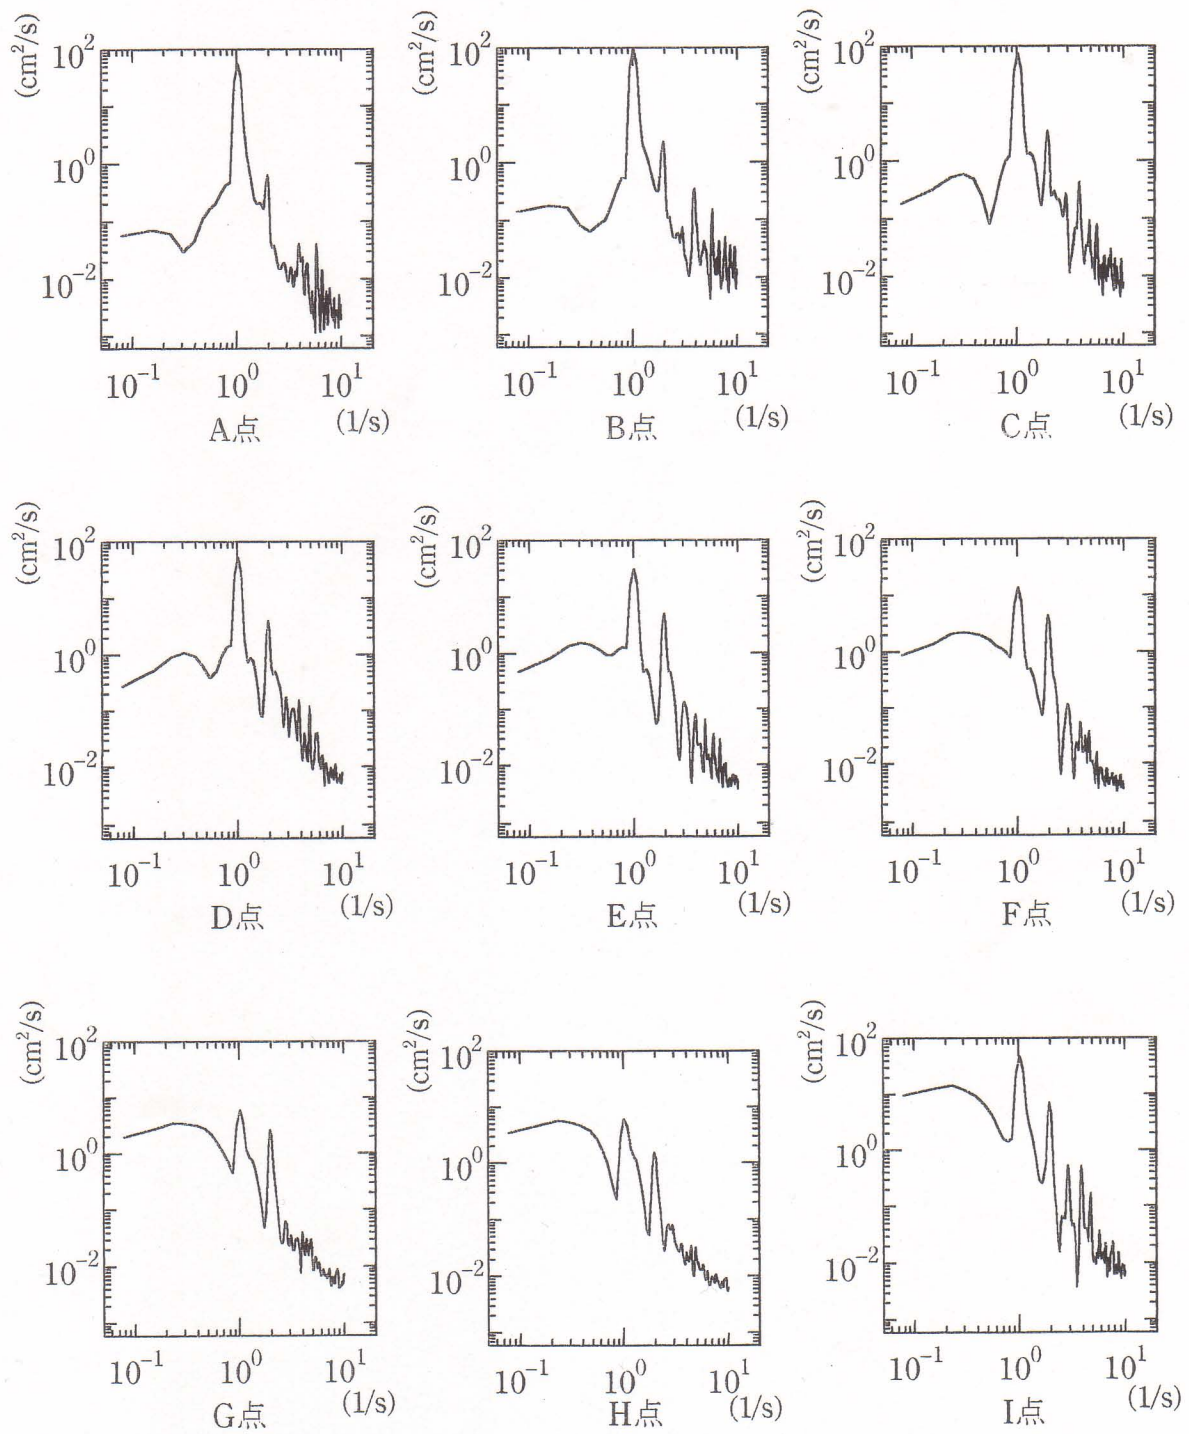 (cm²/s) (cm²/s) (cm²/s)
10² 10² 10²
10⁰ 10⁰ 10⁰
10⁻² 10⁻² 10⁻²
10⁻¹ 10⁰ 10¹ 10⁻¹ 10⁰ 10¹ 10⁻¹ 10⁰ 10¹
A点 (1/s) B点 (1/s) C点 (1/s)
(cm²/s) (cm²/s) (cm²/s)
10² 10² 10²
10⁰ 10⁰ 10⁰
10⁻² 10⁻² 10⁻²
10⁻¹ 10⁰ 10¹ 10⁻¹ 10⁰ 10¹ 10⁻¹ 10⁰ 10¹
D点 (1/s) E点 (1/s) F点 (1/s)
(cm²/s) (cm²/s) (cm²/s)
10² 10² 10²
10⁰ 10⁰ 10⁰
10⁻² 10⁻² 10⁻²
10⁻¹ 10⁰ 10¹ 10⁻¹ 10⁰ 10¹ 10⁻¹ 10⁰ 10¹
G点 (1/s) H点 (1/s) I点 (1/s)